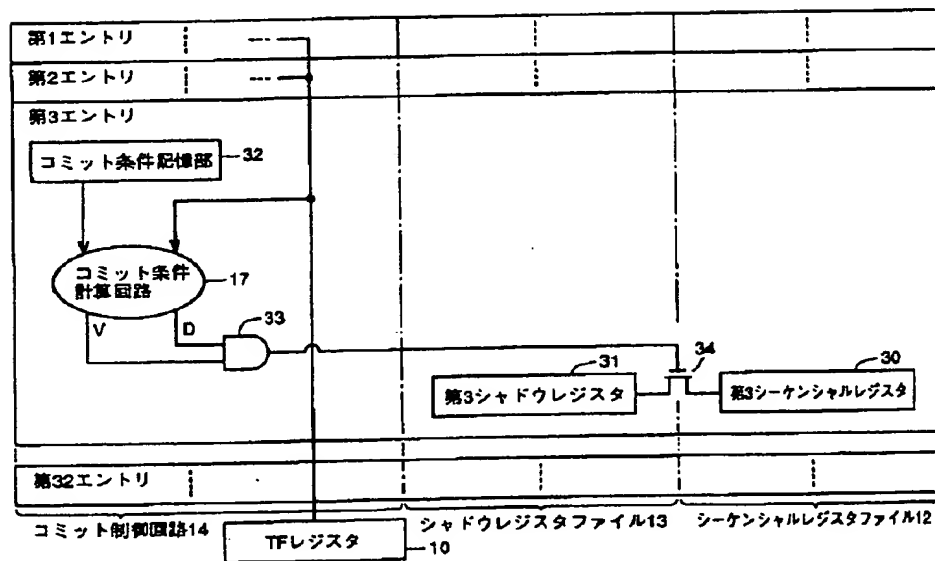 第1エントリ
第2エントリ
第3エントリ
コミット条件記憶部
32
コミット条件
計算回路
17
V
D
33
31
第3シャドウレジスタ
34
30
第3シーケンシャルレジスタ
第32エントリ
コミット制御回路14
シャドウレジスタファイル13
シーケンシャルレジスタファイル12
TFレジスタ
10